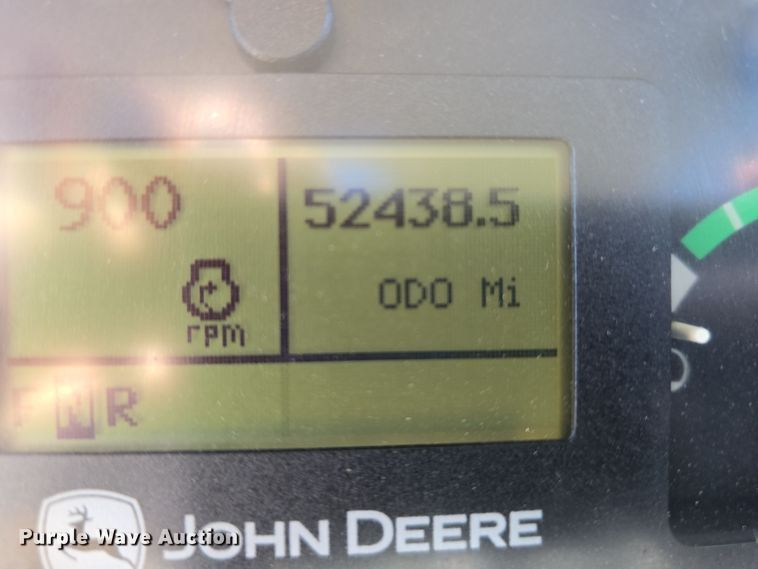 900
52438.5
ODO Mi
rpm
F N R
JOHN DEERE
Purple Wave Auction